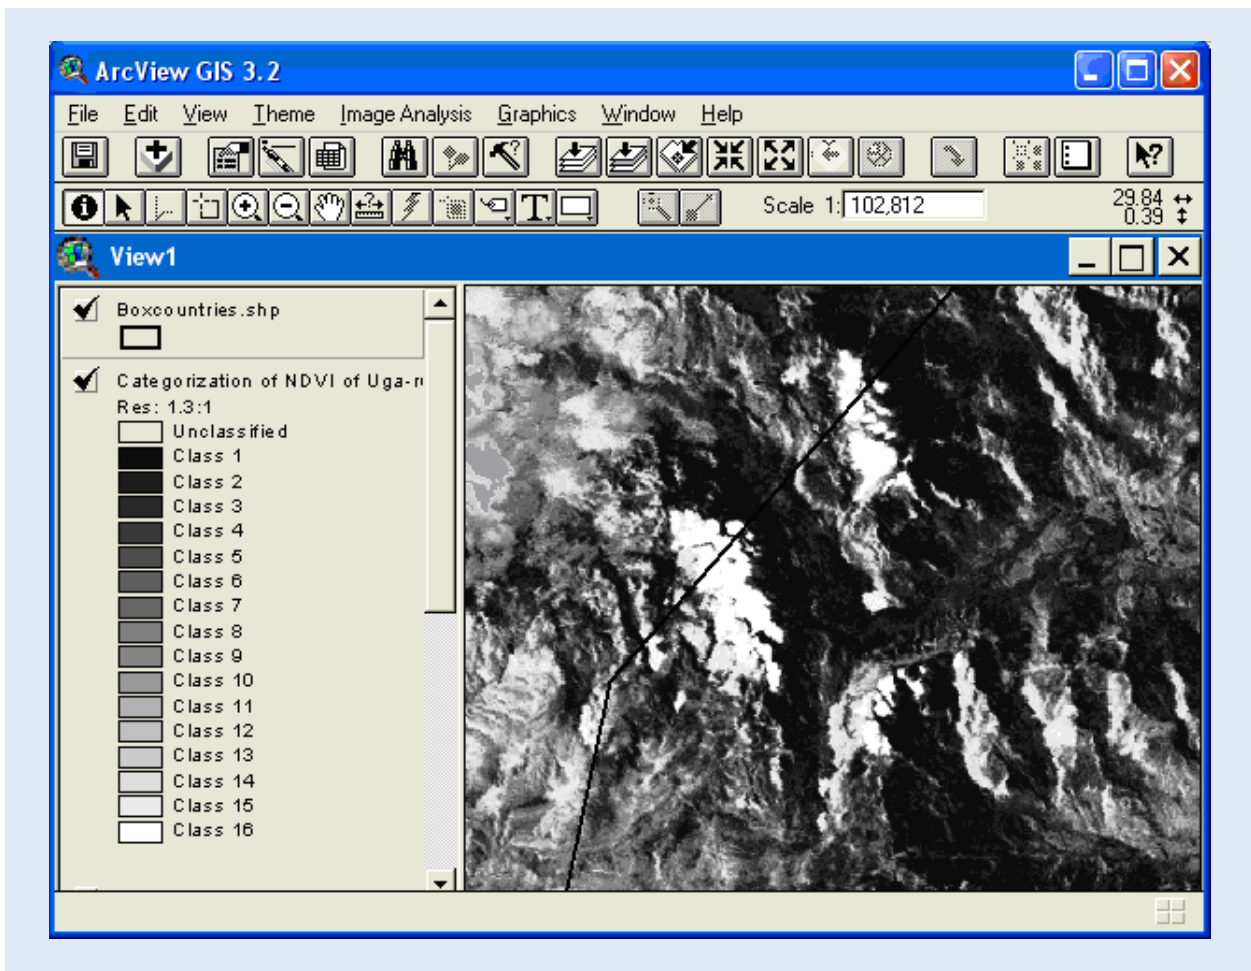 ArcView GIS 3.2
File Edit View Theme Image Analysis Graphics Window Help
Scale 1: 102,812
29.84
0.39
View1
Boxcountries.shp
Categorization of NDVI of Uga-n
Res: 1.3:1
Unclassified
Class 1
Class 2
Class 3
Class 4
Class 5
Class 6
Class 7
Class 8
Class 9
Class 10
Class 11
Class 12
Class 13
Class 14
Class 15
Class 16